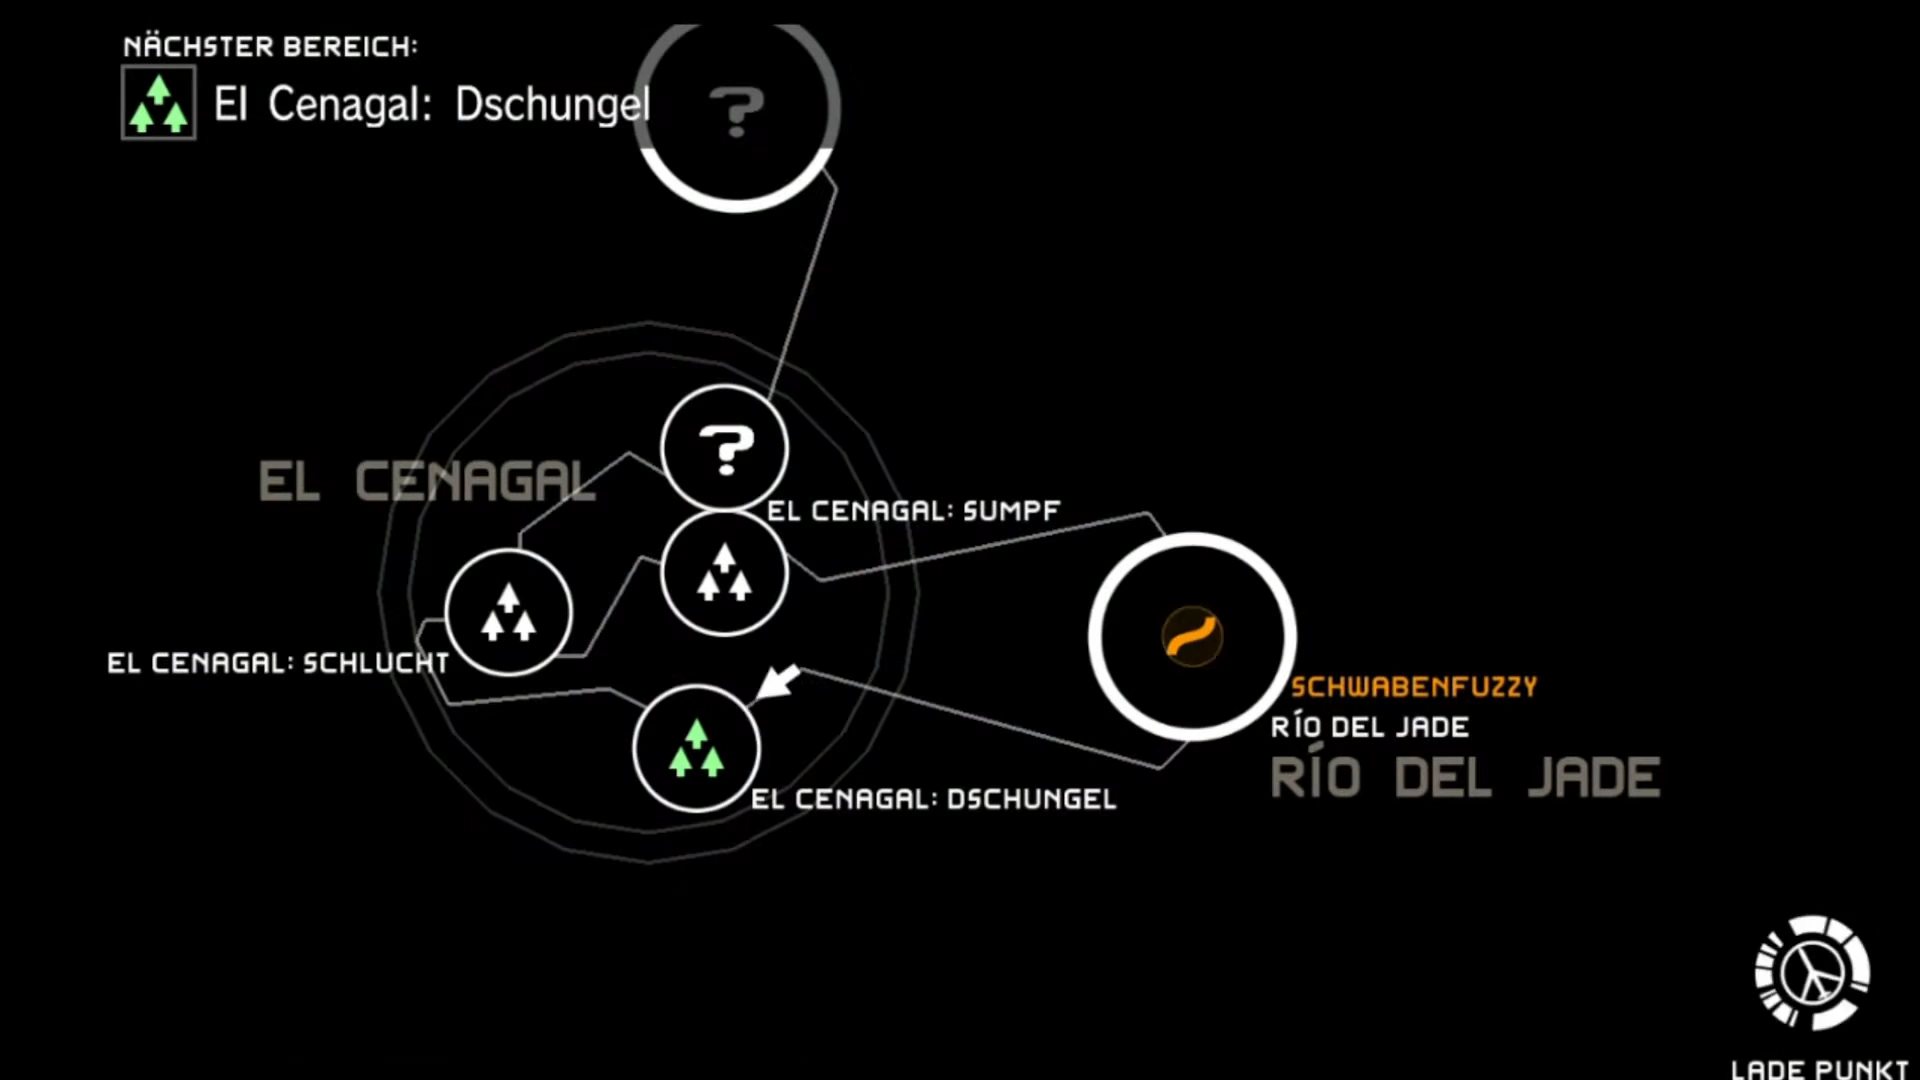 NÄCHSTER BEREICH:
El Cenagal: Dschungel
?
?
EL CENAGAL
EL CENAGAL: SUMPF
EL CENAGAL: SCHLUCHT
SCHWABENFUZZY
RÍO DEL JADE
RÍO DEL JADE
EL CENAGAL: DSCHUNGEL
LADE PUNKT